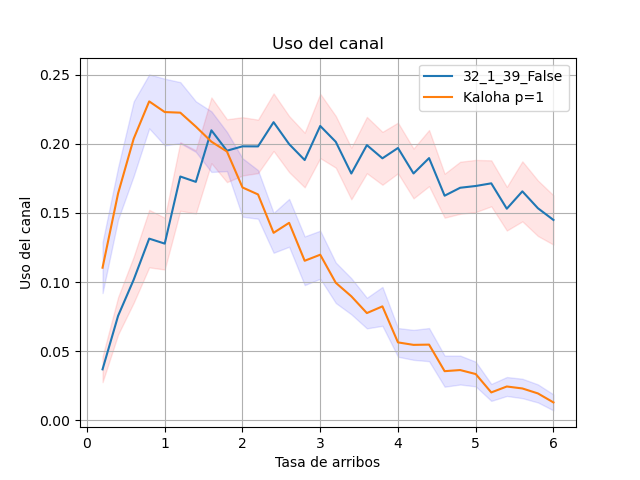 Uso del canal
32_1_39_False
Kaloha p=1
Uso del canal
0.25
0.20
0.15
0.10
0.05
0.00
0 1 2 3 4 5 6
Tasa de arribos